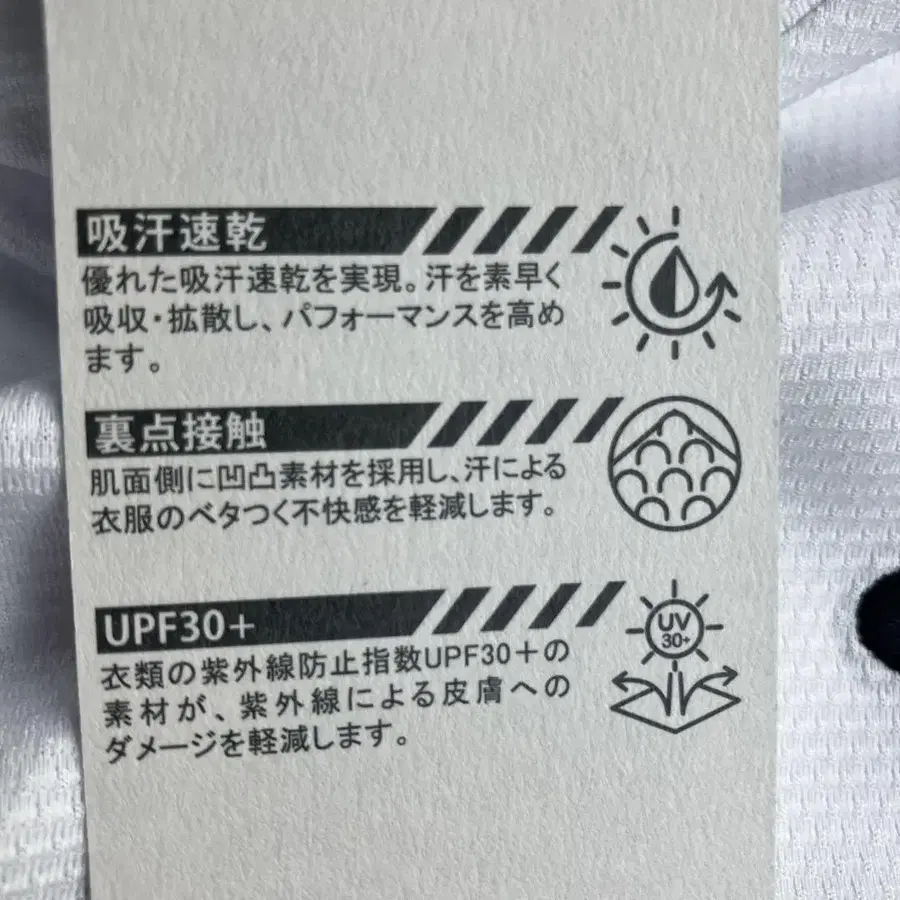 吸汗速乾
優れた吸汗速乾を実現。汗を素早く
吸収・拡散し、パフォーマンスを高め
ます。
裏点接触
肌面側に凹凸素材を採用し、汗による
衣服のベタつく不快感を軽減します。
UPF30+
衣類の紫外線防止指数UPF30+の
素材が、紫外線による皮膚への
ダメージを軽減します。
UV
30+